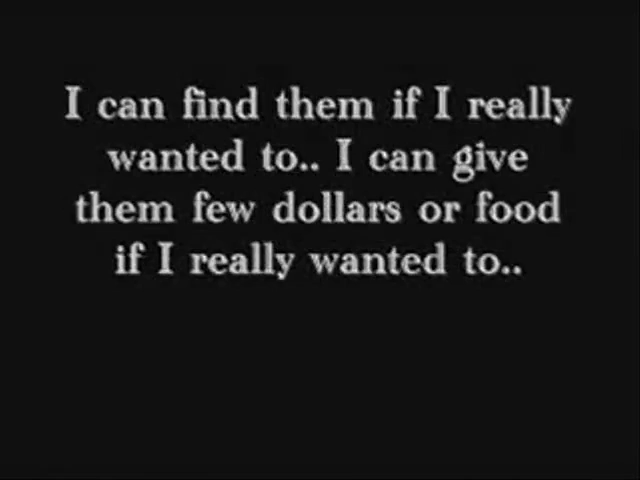 I can find them if I really
wanted to.. I can give
them few dollars or food
if I really wanted to..